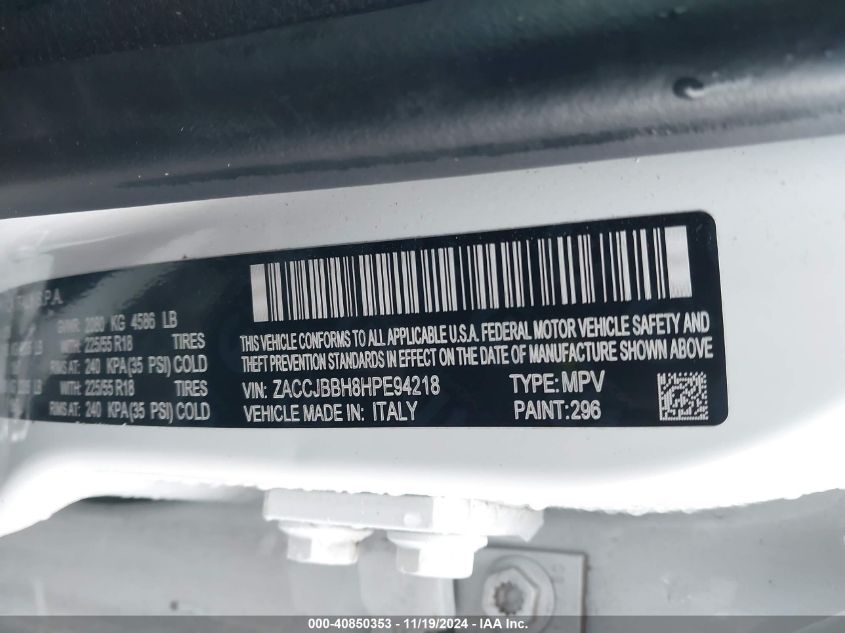 GVWR: 2080 KG 4586 LB
WITH: 225/55 R18 TIRES
RIMS AT: 240 KPA(35 PSI) COLD
WITH: 225/55 R18 TIRES
RIMS AT: 240 KPA(35 PSI) COLD
THIS VEHICLE CONFORMS TO ALL APPLICABLE U.S.A. FEDERAL MOTOR VEHICLE SAFETY AND
THEFT PREVENTION STANDARDS IN EFFECT ON THE DATE OF MANUFACTURE SHOWN ABOVE
VIN: ZACCJBBH8HPE94218 TYPE: MPV
VEHICLE MADE IN: ITALY PAINT:296
000-40850353 — 11/19/2024 — IAA Inc.